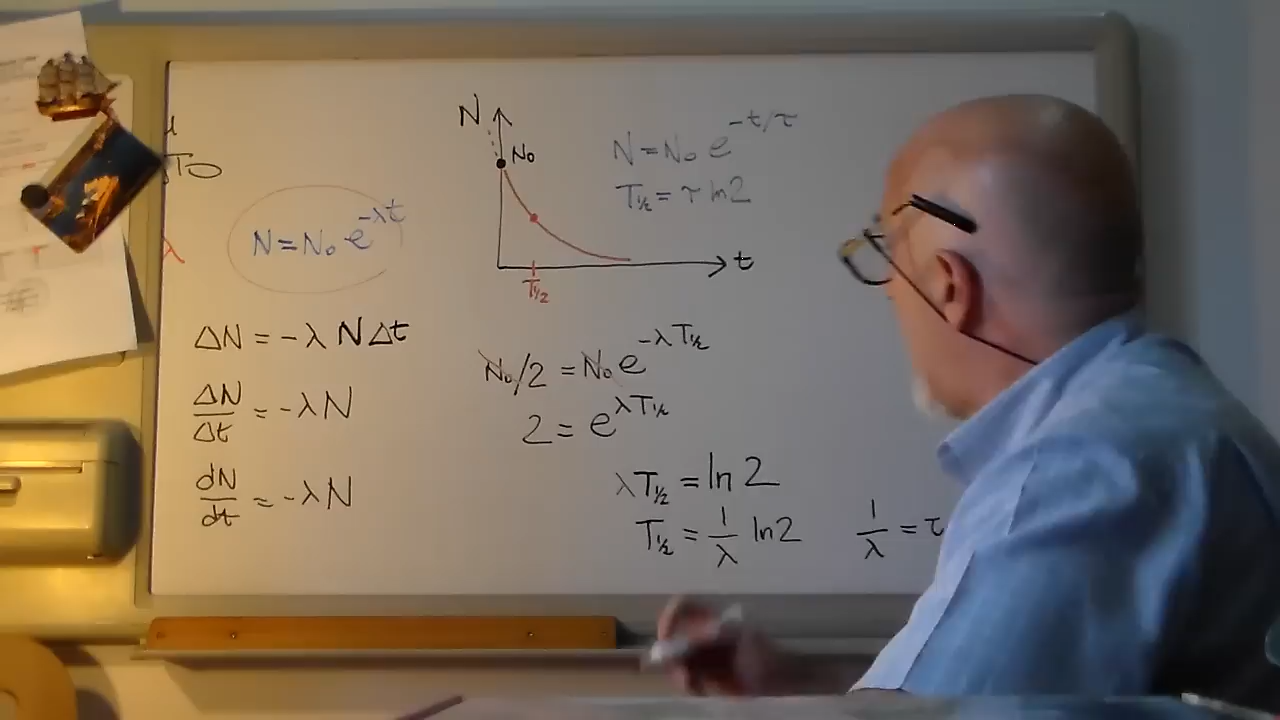 μ
λ
N = N₀ e^{-λt}
ΔN = -λ N Δt
ΔN/Δt = -λ N
dN/dt = -λ N
N
N₀
t
T½
N = N₀ e^{-t/τ}
T½ = τ ln2
N₀/2 = N₀ e^{-λT½}
2 = e^{λT½}
λT½ = ln 2
T½ = 1/λ ln2
1/λ = τ